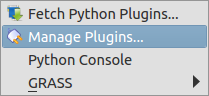 Fetch Python Plugins...
Manage Plugins...
Python Console
GRASS